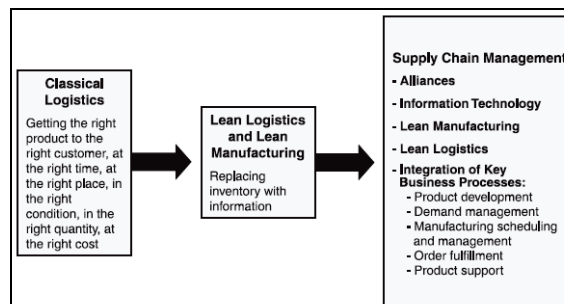 Classical
Logistics
Getting the right
product to the
right customer, at
the right time, at
the right place, in
the right
condition, in the
right quantity, at
the right cost
Lean Logistics
and Lean
Manufacturing
Replacing
inventory with
information
Supply Chain Management
- Alliances
- Information Technology
- Lean Manufacturing
- Lean Logistics
- Integration of Key
Business Processes:
- Product development
- Demand management
- Manufacturing scheduling
and management
- Order fulfillment
- Product support